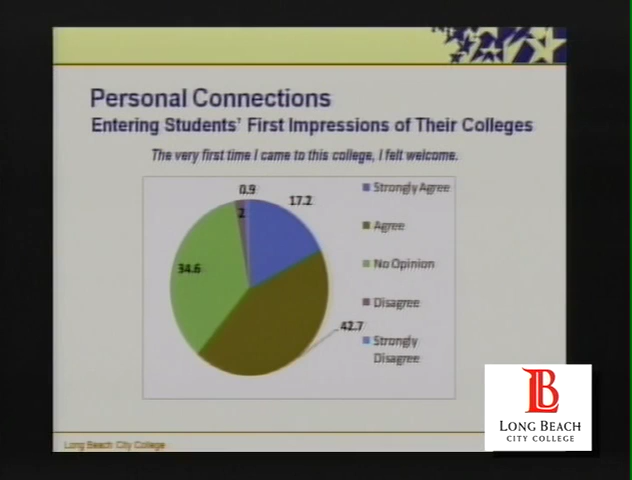 Personal Connections
Entering Students' First Impressions of Their Colleges
The very first time I came to this college, I felt welcome.
0.9
17.2
2
34.6
42.7
Strongly Agree
Agree
No Opinion
Disagree
Strongly
Disagree
Long Beach City College
LB
LONG BEACH
CITY COLLEGE